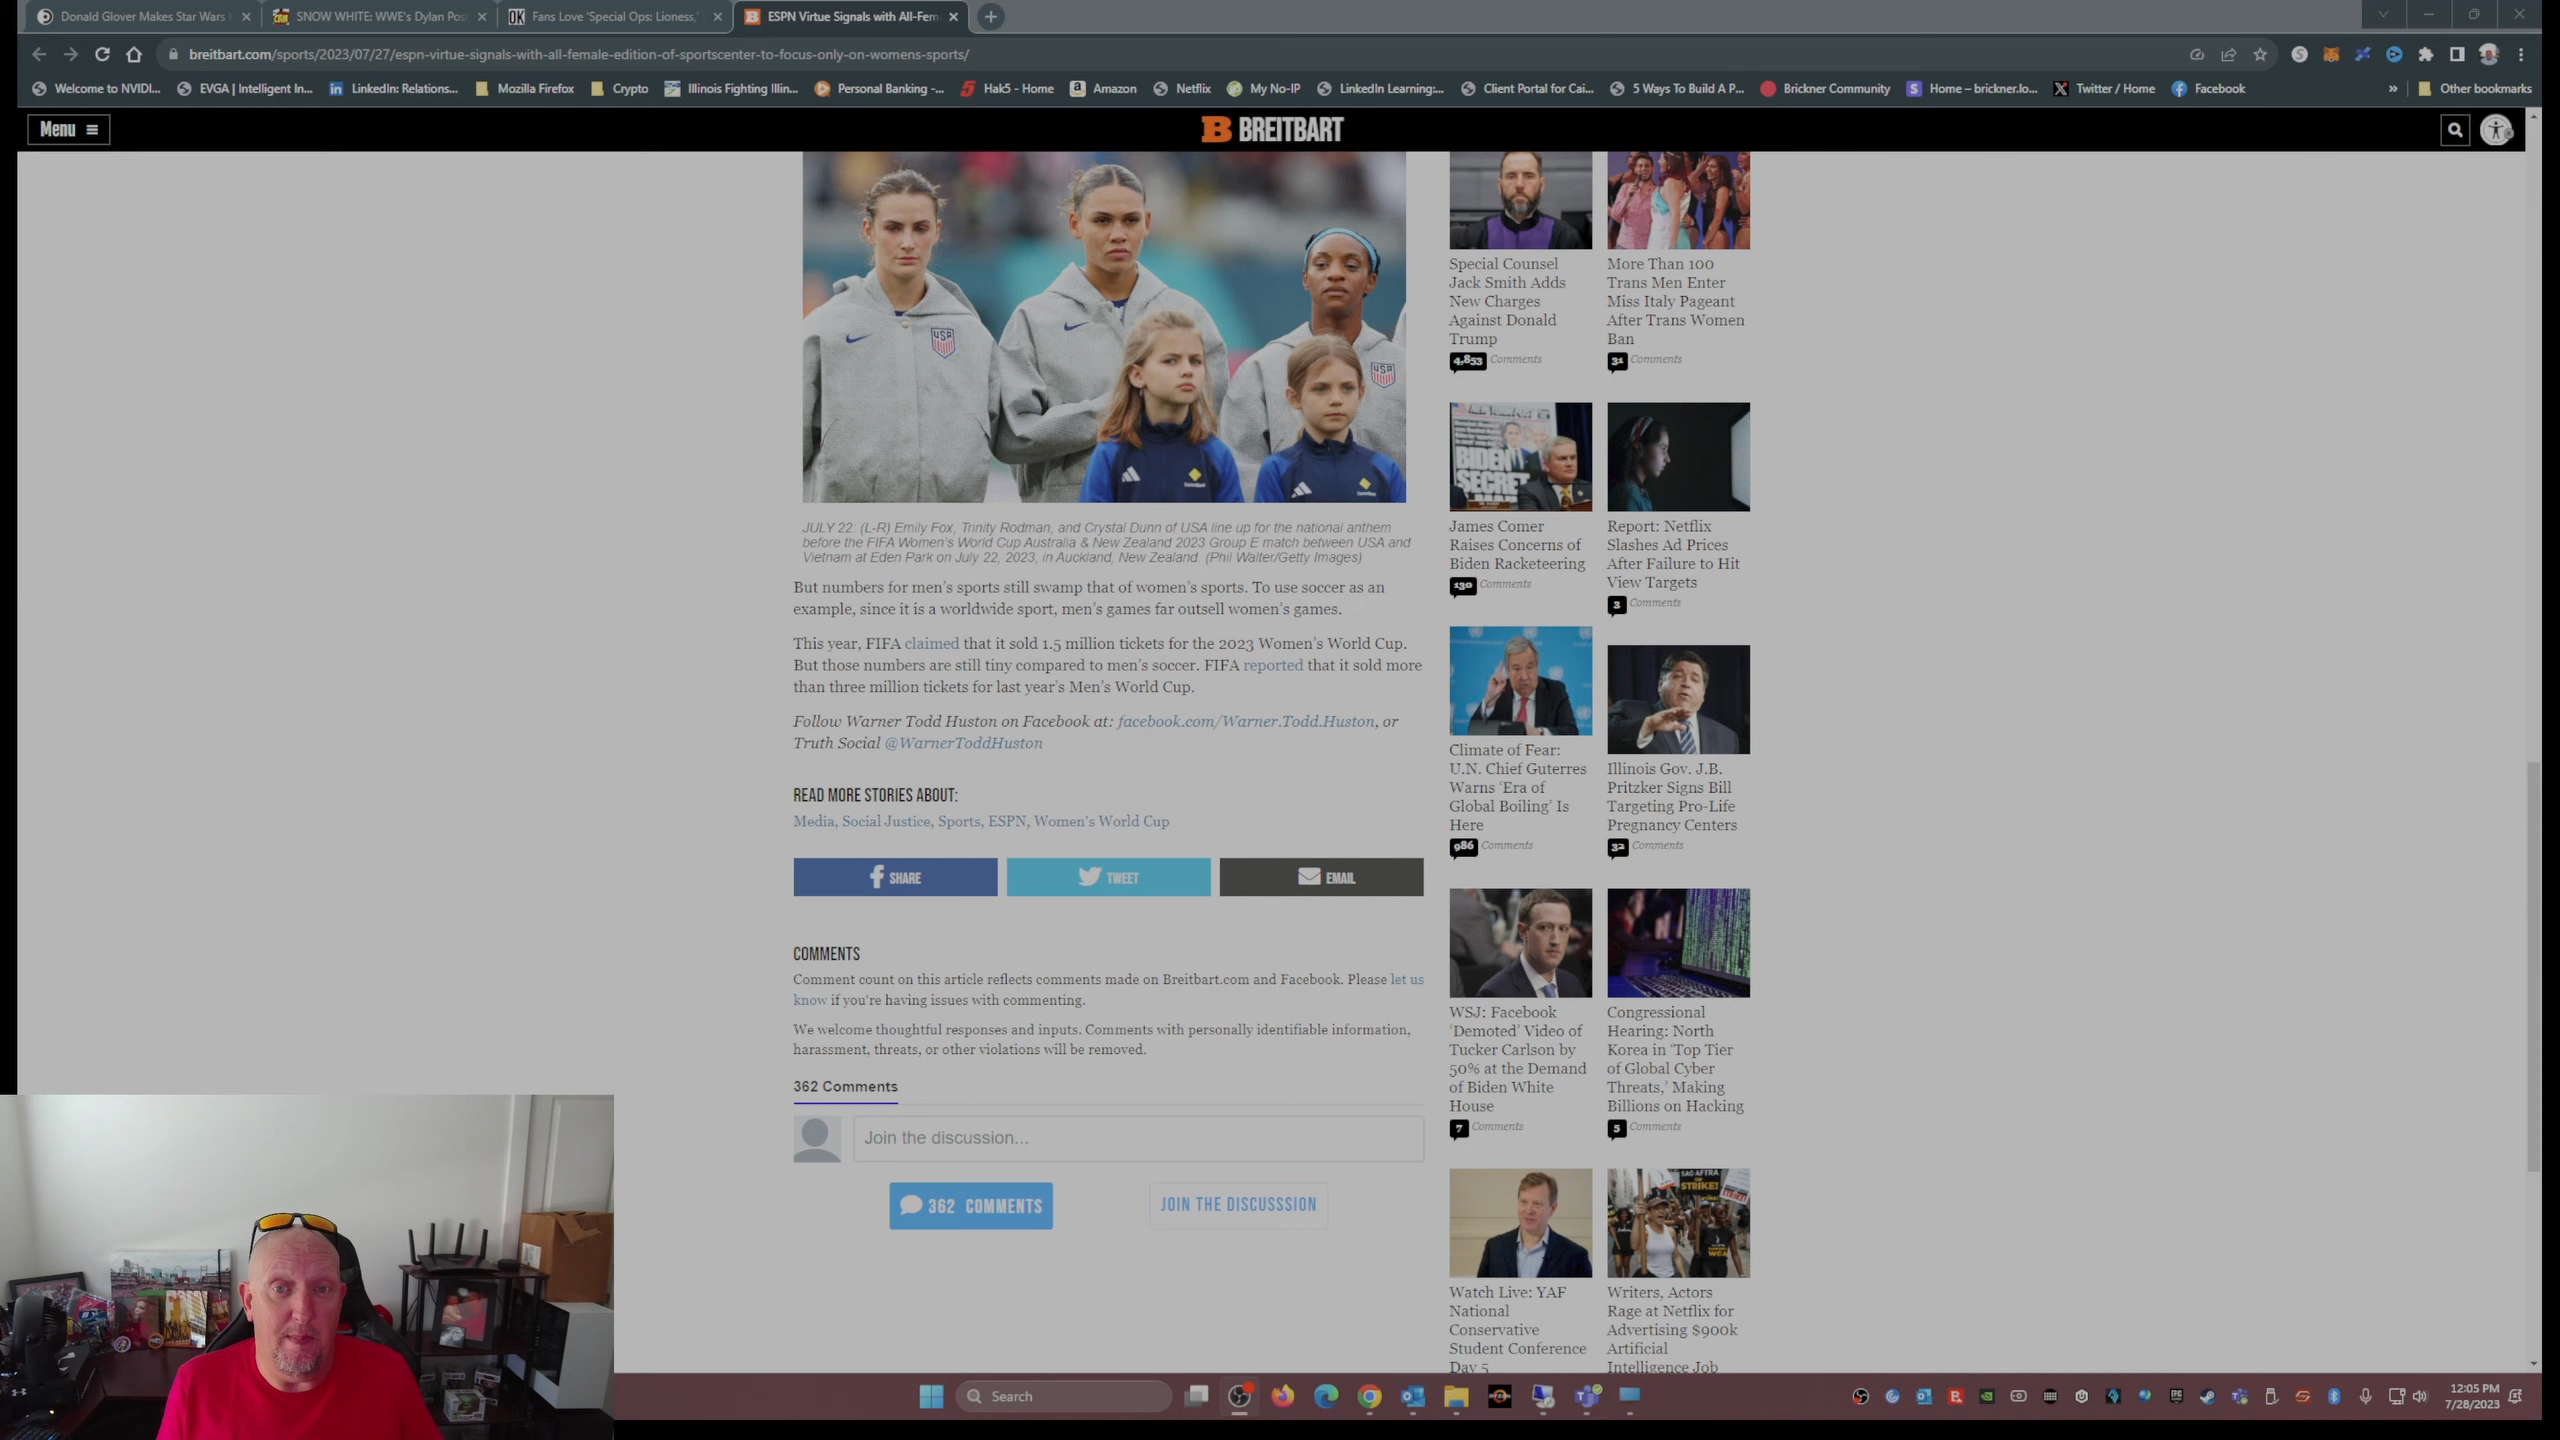 Donald Glover Makes Star Wars
SNOW WHITE: WWE's Dylan Pos
Fans Love 'Special Ops: Lioness,'
ESPN Virtue Signals with All-Fem
breitbart.com/sports/2023/07/27/espn-virtue-signals-with-all-female-edition-of-sportscenter-to-focus-only-on-womens-sports/
Welcome to NVIDI...
EVGA | Intelligent In...
LinkedIn: Relations...
Mozilla Firefox
Crypto
Illinois Fighting Illin...
Personal Banking -...
Hak5 - Home
Amazon
Netflix
My No-IP
LinkedIn Learning:...
Client Portal for Cai...
5 Ways To Build A P...
Brickner Community
Home – brickner.lo...
Twitter / Home
Facebook
»
Other bookmarks
Menu
B BREITBART
USA
USA
JULY 22: (L-R) Emily Fox, Trinity Rodman, and Crystal Dunn of USA line up for the national anthem
before the FIFA Women's World Cup Australia & New Zealand 2023 Group E match between USA and
Vietnam at Eden Park on July 22, 2023, in Auckland, New Zealand. (Phil Walter/Getty Images)
But numbers for men's sports still swamp that of women's sports. To use soccer as an
example, since it is a worldwide sport, men's games far outsell women's games.
This year, FIFA claimed that it sold 1.5 million tickets for the 2023 Women's World Cup.
But those numbers are still tiny compared to men's soccer. FIFA reported that it sold more
than three million tickets for last year's Men's World Cup.
Follow Warner Todd Huston on Facebook at: facebook.com/Warner.Todd.Huston, or
Truth Social @WarnerToddHuston
READ MORE STORIES ABOUT:
Media, Social Justice, Sports, ESPN, Women's World Cup
SHARE
TWEET
EMAIL
COMMENTS
Comment count on this article reflects comments made on Breitbart.com and Facebook. Please let us
know if you're having issues with commenting.
We welcome thoughtful responses and inputs. Comments with personally identifiable information,
harassment, threats, or other violations will be removed.
362 Comments
Join the discussion...
362 COMMENTS
JOIN THE DISCUSSSION
Special Counsel
Jack Smith Adds
New Charges
Against Donald
Trump
4,853 Comments
More Than 100
Trans Men Enter
Miss Italy Pageant
After Trans Women
Ban
31 Comments
BIDEN
SECRET
James Comer
Raises Concerns of
Biden Racketeering
130 Comments
Report: Netflix
Slashes Ad Prices
After Failure to Hit
View Targets
3 Comments
Climate of Fear:
U.N. Chief Guterres
Warns 'Era of
Global Boiling' Is
Here
986 Comments
Illinois Gov. J.B.
Pritzker Signs Bill
Targeting Pro-Life
Pregnancy Centers
32 Comments
WSJ: Facebook
'Demoted' Video of
Tucker Carlson by
50% at the Demand
of Biden White
House
7 Comments
Congressional
Hearing: North
Korea in 'Top Tier
of Global Cyber
Threats,' Making
Billions on Hacking
5 Comments
SAG AFTRA
ON
STRIKE!
Watch Live: YAF
National
Conservative
Student Conference
Day 5
Writers, Actors
Rage at Netflix for
Advertising $900k
Artificial
Intelligence Job
Search
12:05 PM
7/28/2023